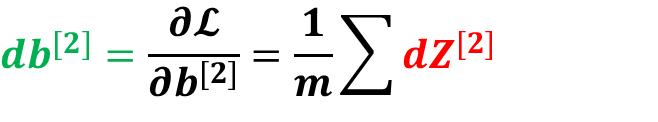 db^[2] = ∂ℒ/∂b^[2] = 1/m ∑ dZ^[2]